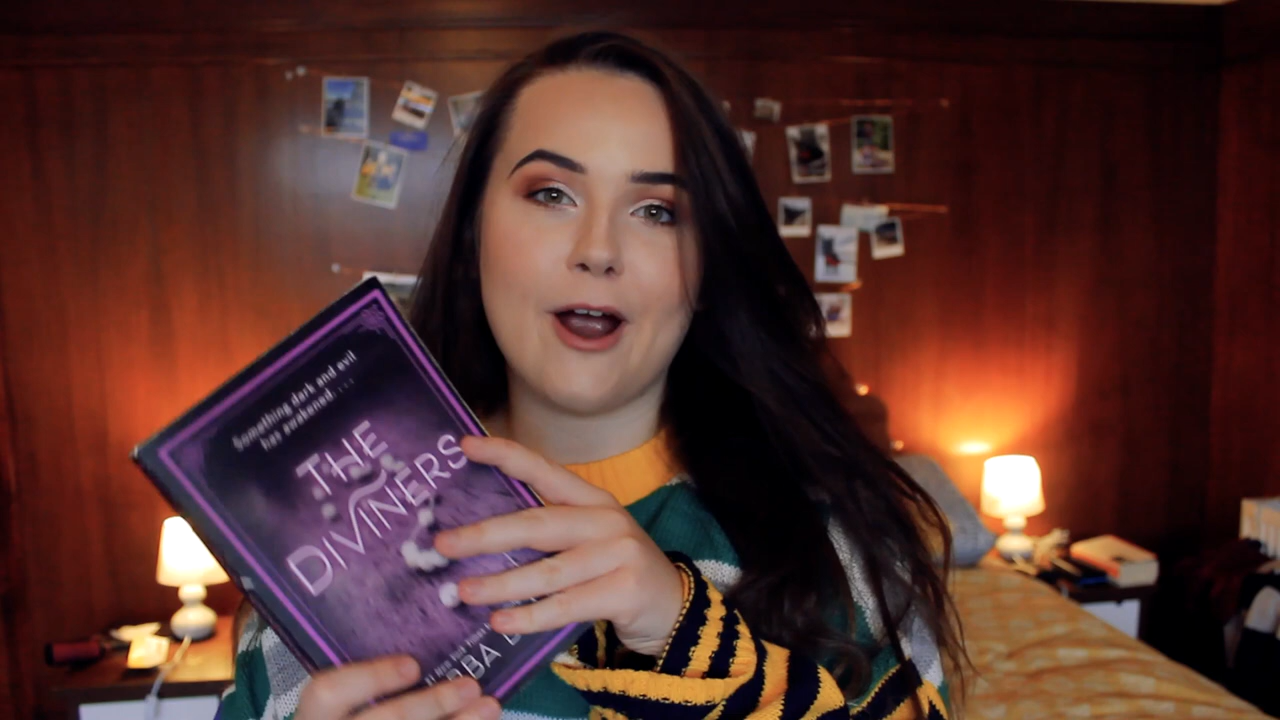 Something dark and evil
has awakened....
THE
DIVINERS